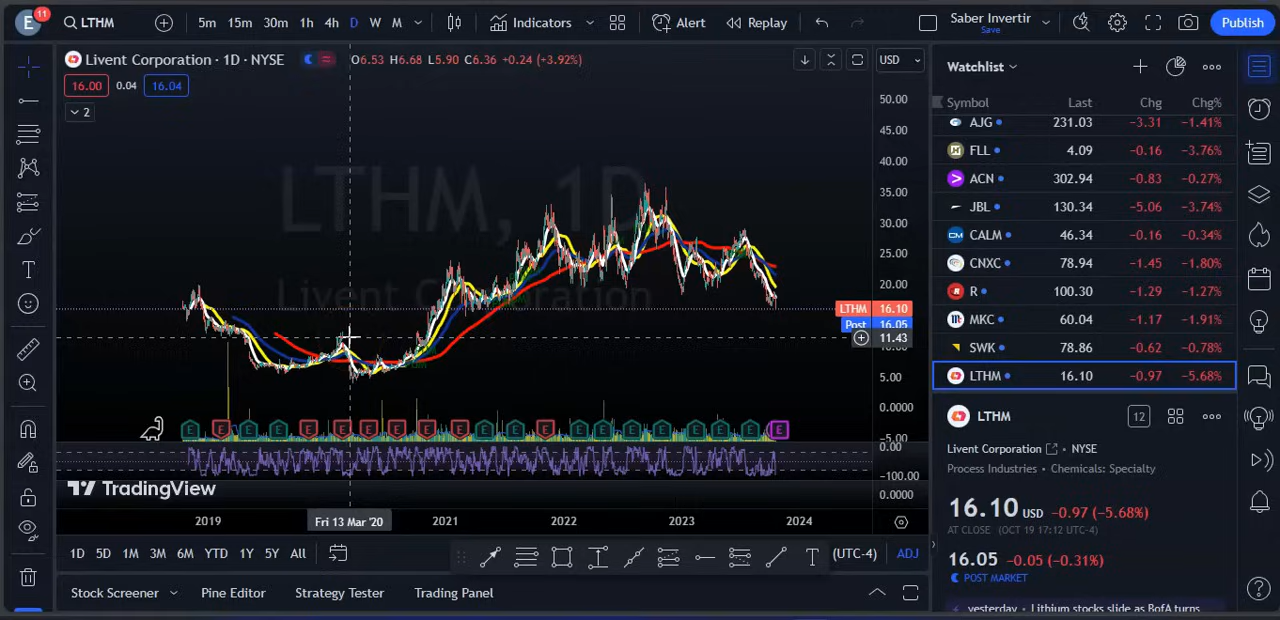 E 11 LTHM 5m 15m 30m 1h 4h D W M Indicators Alert Replay Saber Invertir Save Publish
Livent Corporation · 1D · NYSE O6.53 H6.68 L5.90 C6.36 +0.24 (+3.92%) USD
16.00 0.04 16.04
2
LTHM, 1D
Livent Corporation
50.00
45.00
40.00
35.00
30.00
25.00
20.00
LTHM 16.10
Post 16.05
11.43
5.00
0.0000
−5.00
0.00
−100.00
0.0000
E E E E E E E E E E E E E E E E E E E E E
TradingView
2019 Fri 13 Mar '20 2021 2022 2023 2024
1D 5D 1M 3M 6M YTD 1Y 5Y All T (UTC-4) ADJ
Stock Screener Pine Editor Strategy Tester Trading Panel
Watchlist
Symbol Last Chg Chg%
AJG 231.03 −3.31 −1.41%
FLL 4.09 −0.16 −3.76%
ACN 302.94 −0.83 −0.27%
JBL 130.34 −5.06 −3.74%
CALM 46.34 −0.16 −0.34%
CNXC 78.94 −1.45 −1.80%
R 100.30 −1.29 −1.27%
MKC 60.04 −1.17 −1.91%
SWK 78.86 −0.62 −0.78%
LTHM 16.10 −0.97 −5.68%
LTHM 12
Livent Corporation · NYSE
Process Industries · Chemicals: Specialty
16.10 USD −0.97 (−5.68%)
AT CLOSE (OCT 19 17:12 UTC-4)
16.05 −0.05 (−0.31%)
POST MARKET
yesterday · Lithium stocks slide as BofA turns